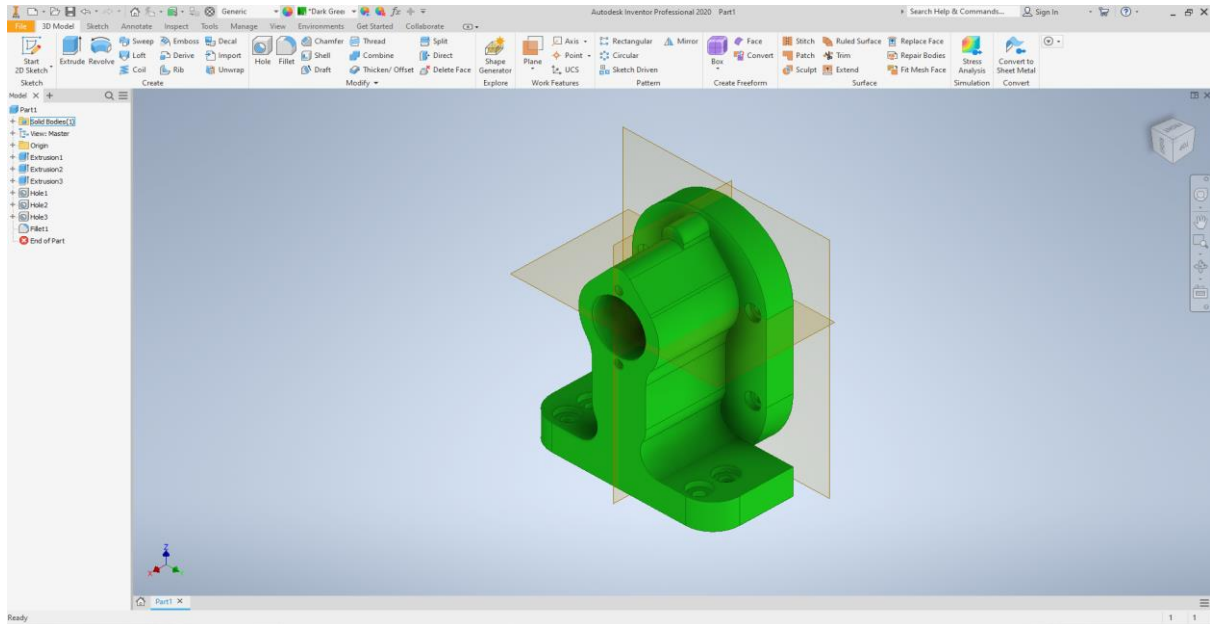 Generic *Dark Gree fx Autodesk Inventor Professional 2020 Part1 Search Help & Commands... Sign In
File 3D Model Sketch Annotate Inspect Tools Manage View Environments Get Started Collaborate
Start 2D Sketch
Extrude Revolve
Sweep Emboss Decal
Loft Derive Import
Coil Rib Unwrap
Hole Fillet
Chamfer Thread Split
Shell Combine Direct
Draft Thicken/ Offset Delete Face
Shape Generator
Plane
Axis
Point
UCS
Rectangular Mirror
Circular
Sketch Driven
Box
Face
Convert
Stitch Ruled Surface Replace Face
Patch Trim Repair Bodies
Sculpt Extend Fit Mesh Face
Stress Analysis
Convert to Sheet Metal
Sketch Create Modify Explore Work Features Pattern Create Freeform Surface Simulation Convert
Model × +
Part1
Solid Bodies(1)
View: Master
Origin
Extrusion1
Extrusion2
Extrusion3
Hole1
Hole2
Hole3
Fillet1
End of Part
Z
X
Part1 ×
Ready 1 1